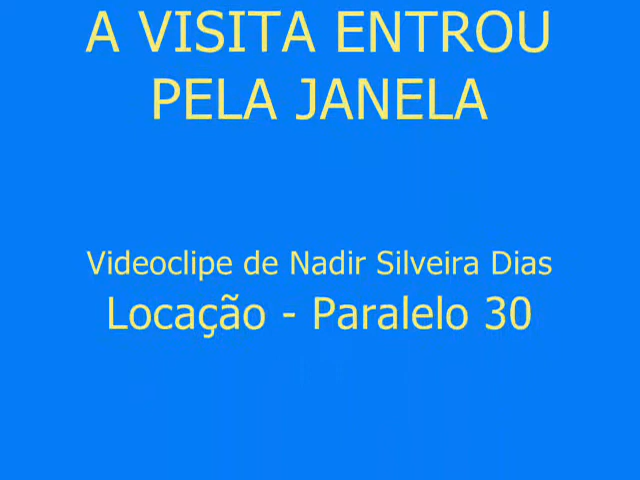 A VISITA ENTROU
PELA JANELA
Videoclipe de Nadir Silveira Dias
Locação - Paralelo 30